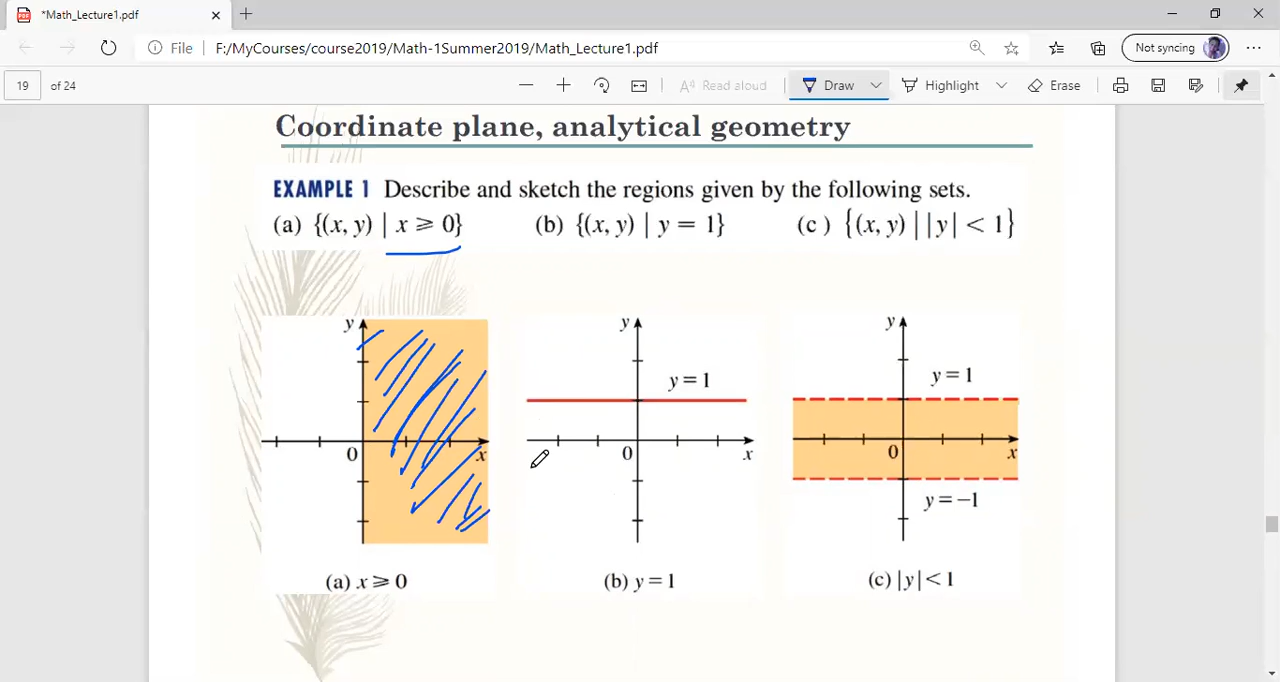 *Math_Lecture1.pdf
File F:/MyCourses/course2019/Math-1Summer2019/Math_Lecture1.pdf Not syncing
19 of 24 Read aloud Draw Highlight Erase
Coordinate plane, analytical geometry
EXAMPLE 1 Describe and sketch the regions given by the following sets.
(a) {(x, y) | x ⩾ 0} (b) {(x, y) | y = 1} (c ) {(x, y) | |y| < 1}
y y y
y = 1 y = 1
0 x 0 x 0 x
y = −1
(a) x ⩾ 0 (b) y = 1 (c) |y| < 1